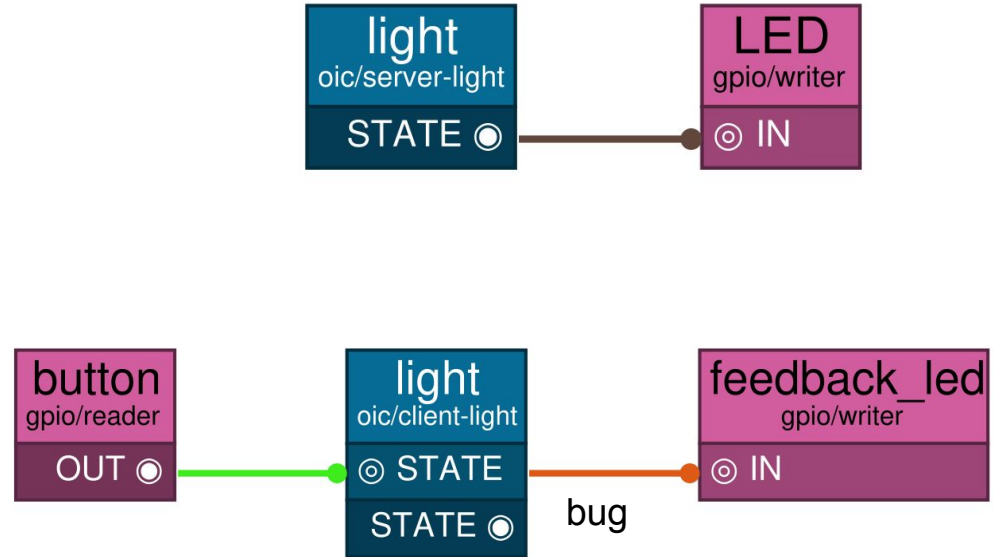 light
oic/server-light
STATE ◉
LED
gpio/writer
◎ IN
button
gpio/reader
OUT ◉
light
oic/client-light
◎ STATE
STATE ◉
bug
feedback_led
gpio/writer
◎ IN